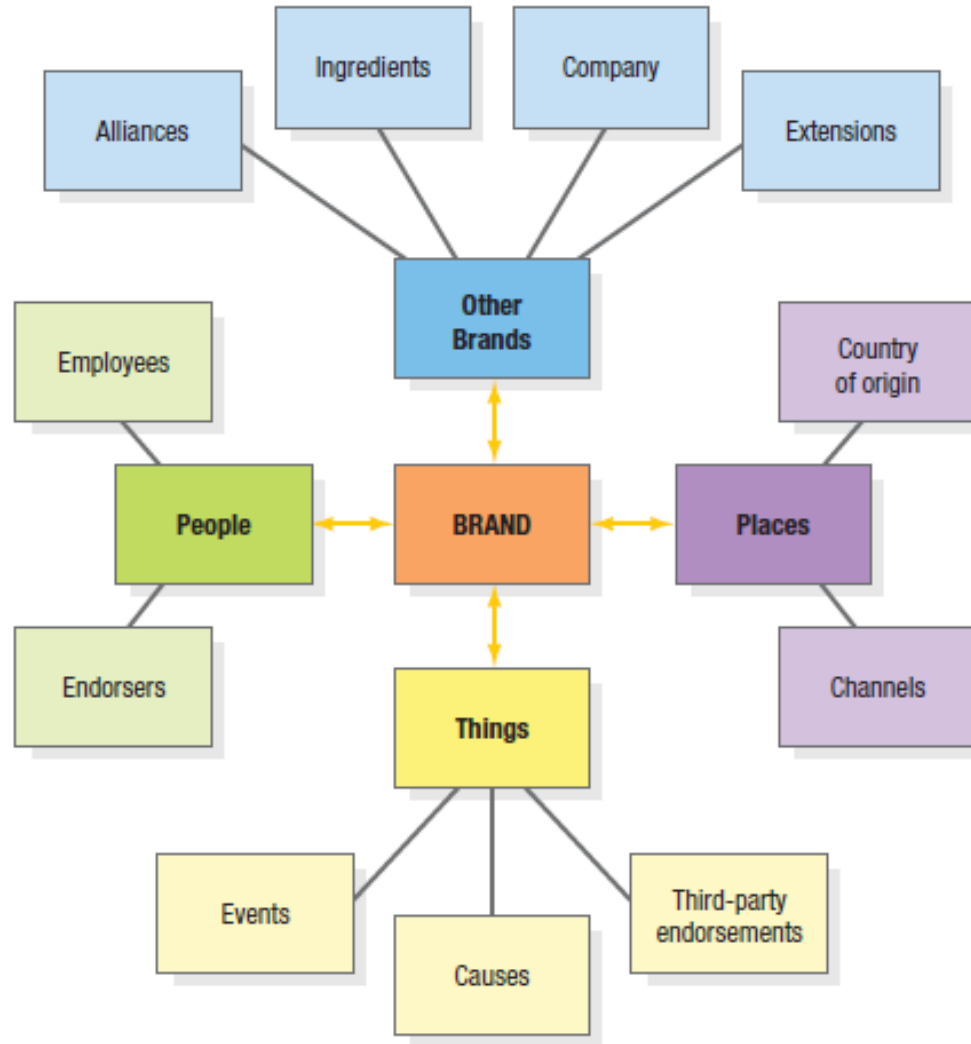 Ingredients
Company
Alliances
Extensions
Other
Brands
Employees
Country
of origin
People
BRAND
Places
Endorsers
Channels
Things
Events
Causes
Third-party
endorsements